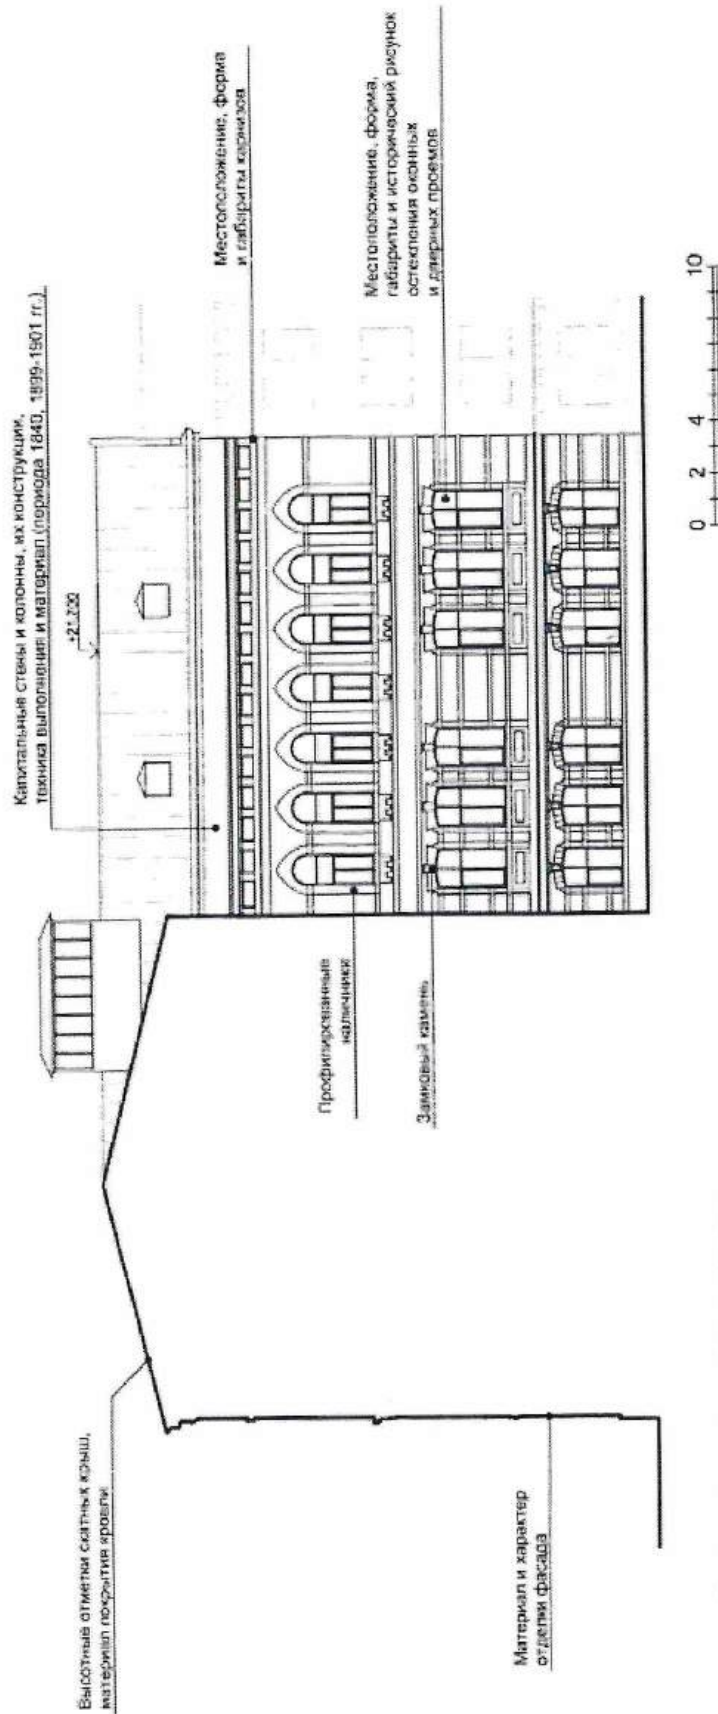 Высотные отметки скатных крыш,
материал покрытия кровли
Материал и характер
отделки фасада
Капитальные стены и колонны, их конструкции,
техника выполнения и материал (периода 1840, 1899-1901 гг.)
+21,200
Профилированные
наличники
Замковый камень
Местоположение, форма
и габариты карнизов
Местоположение, форма,
габариты и исторический рисунок
остекления оконных
и дверных проемов
0 2 4 10